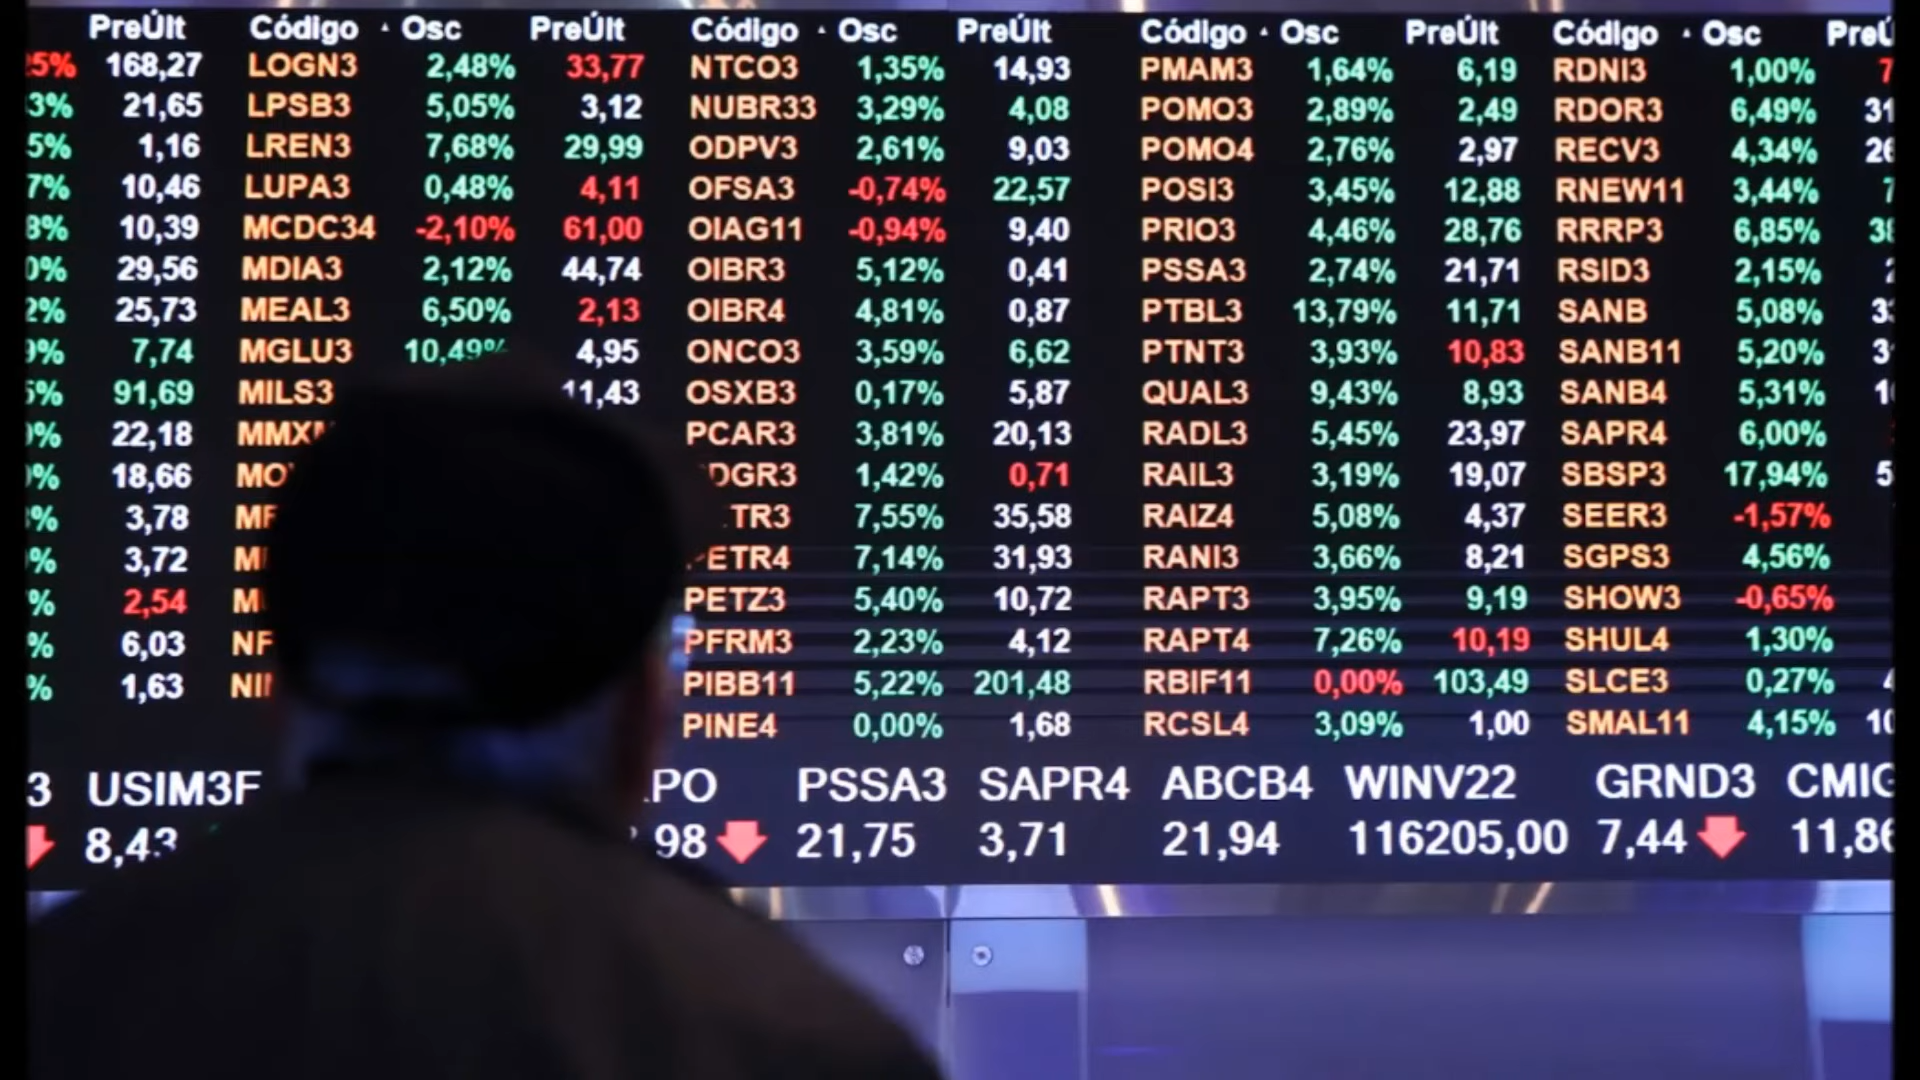 PreÚlt Código Osc PreÚlt Código Osc PreÚlt Código Osc PreÚlt Código Osc
168,27 LOGN3 2,48% 33,77 NTCO3 1,35% 14,93 PMAM3 1,64% 6,19 RDNI3 1,00%
21,65 LPSB3 5,05% 3,12 NUBR33 3,29% 4,08 POMO3 2,89% 2,49 RDOR3 6,49%
1,16 LREN3 7,68% 29,99 ODPV3 2,61% 9,03 POMO4 2,76% 2,97 RECV3 4,34%
10,46 LUPA3 0,48% 4,11 OFSA3 -0,74% 22,57 POSI3 3,45% 12,88 RNEW11 3,44%
10,39 MCDC34 -2,10% 61,00 OIAG11 -0,94% 9,40 PRIO3 4,46% 28,76 RRRP3 6,85%
29,56 MDIA3 2,12% 44,74 OIBR3 5,12% 0,41 PSSA3 2,74% 21,71 RSID3 2,15%
25,73 MEAL3 6,50% 2,13 OIBR4 4,81% 0,87 PTBL3 13,79% 11,71 SANB 5,08%
7,74 MGLU3 10,49% 4,95 ONCO3 3,59% 6,62 PTNT3 3,93% 10,83 SANB11 5,20%
91,69 MILS3 11,43 OSXB3 0,17% 5,87 QUAL3 9,43% 8,93 SANB4 5,31%
22,18 PCAR3 3,81% 20,13 RADL3 5,45% 23,97 SAPR4 6,00%
18,66 DGR3 1,42% 0,71 RAIL3 3,19% 19,07 SBSP3 17,94%
3,78 TR3 7,55% 35,58 RAIZ4 5,08% 4,37 SEER3 -1,57%
3,72 PETR4 7,14% 31,93 RANI3 3,66% 8,21 SGPS3 4,56%
2,54 PETZ3 5,40% 10,72 RAPT3 3,95% 9,19 SHOW3 -0,65%
6,03 PFRM3 2,23% 4,12 RAPT4 7,26% 10,19 SHUL4 1,30%
1,63 PIBB11 5,22% 201,48 RBIF11 0,00% 103,49 SLCE3 0,27%
PINE4 0,00% 1,68 RCSL4 3,09% 1,00 SMAL11 4,15%
3 USIM3F PO PSSA3 SAPR4 ABCB4 WINV22 GRND3 CMIG
8,43 98 21,75 3,71 21,94 116205,00 7,44 11,86